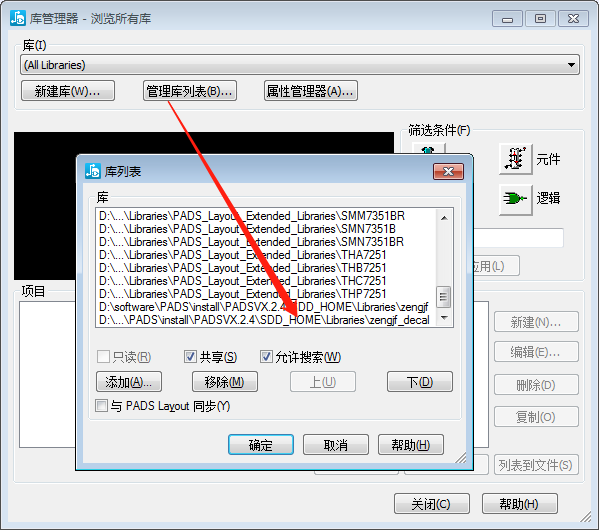 库管理器 - 浏览所有库
库(I)
(All Libraries)
新建库(W)...
管理库列表(B)...
属性管理器(A)...
筛选条件(F)
元件
逻辑
应用(L)
项目
新建(N)...
编辑(E)...
删除(D)
复制(O)
列表到文件(S)
关闭(C)
帮助(H)
库列表
库
D:\...\Libraries\PADS_Layout_Extended_Libraries\SMM7351BR
D:\...\Libraries\PADS_Layout_Extended_Libraries\SMN7351B
D:\...\Libraries\PADS_Layout_Extended_Libraries\SMN7351BR
D:\...\Libraries\PADS_Layout_Extended_Libraries\THA7251
D:\...\Libraries\PADS_Layout_Extended_Libraries\THB7251
D:\...\Libraries\PADS_Layout_Extended_Libraries\THC7251
D:\...\Libraries\PADS_Layout_Extended_Libraries\THP7251
D:\software\PADS\install\PADSVX.2.4\SDD_HOME\Libraries\zengjf
D:\...\PADS\install\PADSVX.2.4\SDD_HOME\Libraries\zengjf_decal
只读(R)
共享(S)
允许搜索(W)
添加(A)...
移除(M)
上(U)
下(D)
与 PADS Layout 同步(Y)
确定
取消
帮助(H)